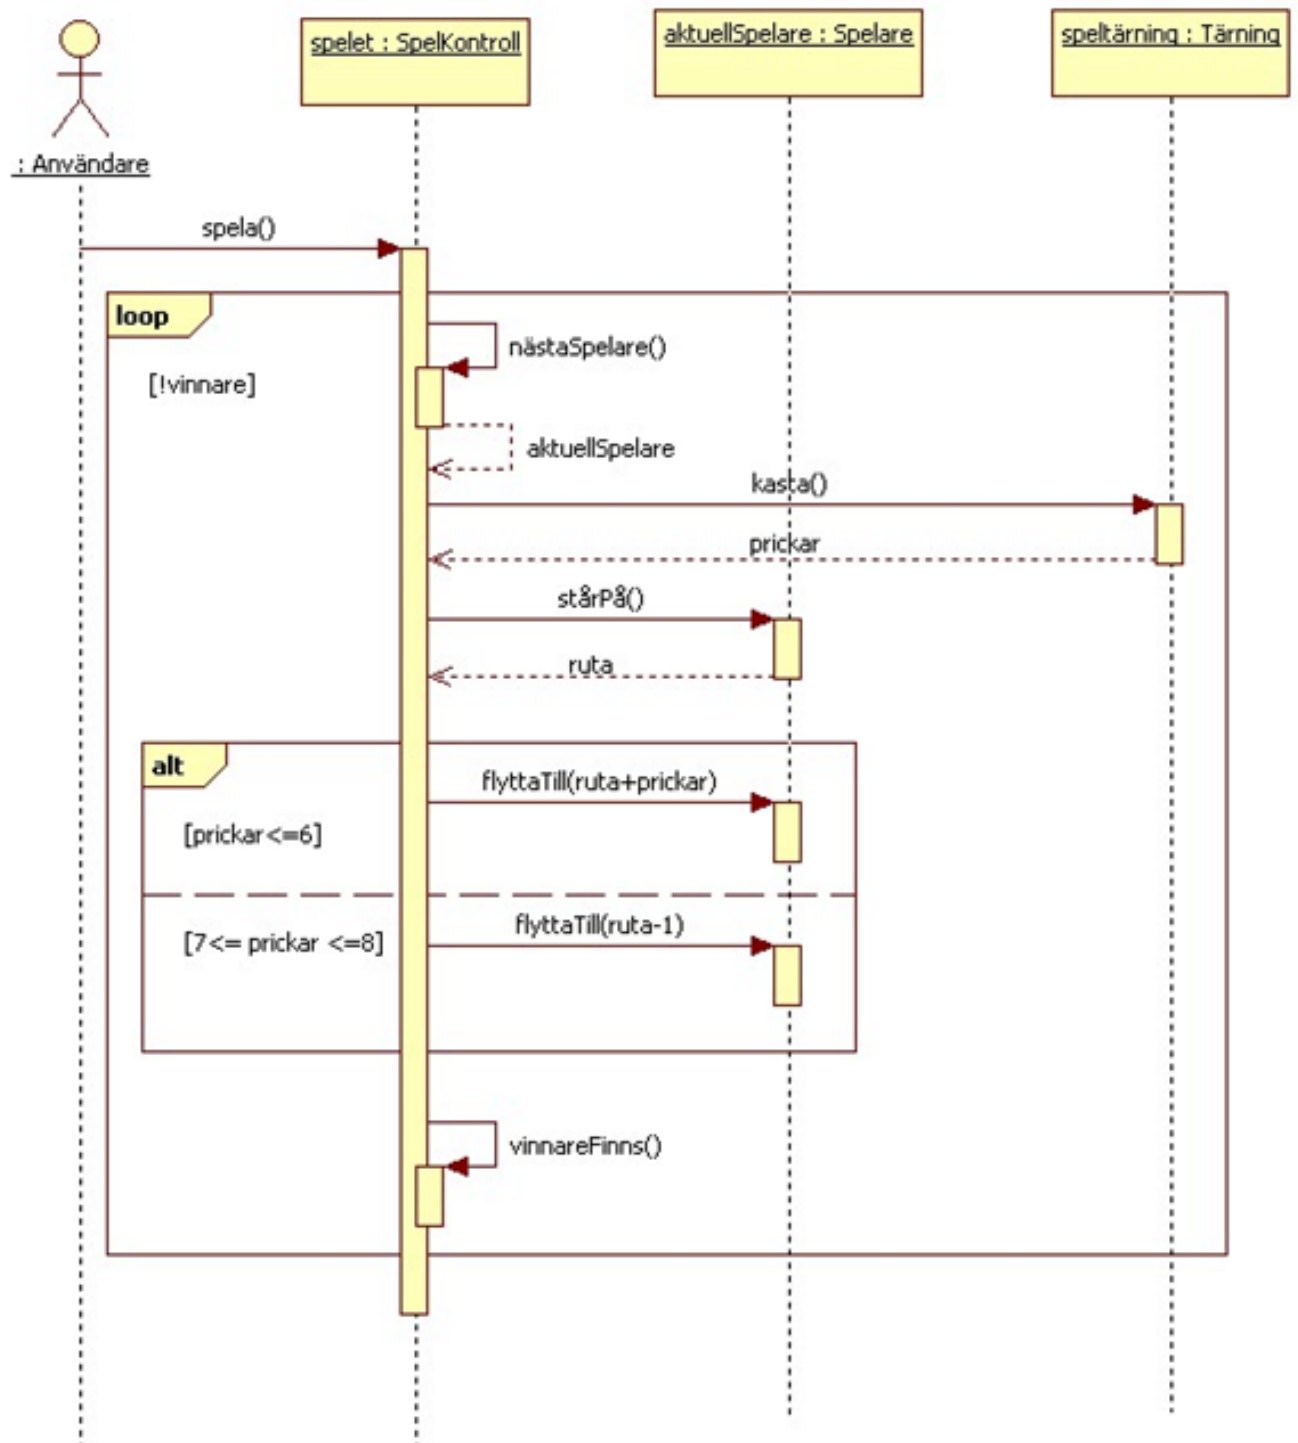 spelet : SpelKontroll
aktuellSpelare : Spelare
speltärning : Tärning
: Användare
spela()
loop
nästaSpelare()
[!vinnare]
aktuellSpelare
kasta()
prickar
stårPå()
ruta
alt
flyttaTill(ruta+prickar)
[prickar<=6]
flyttaTill(ruta-1)
[7<= prickar <=8]
vinnareFinns()